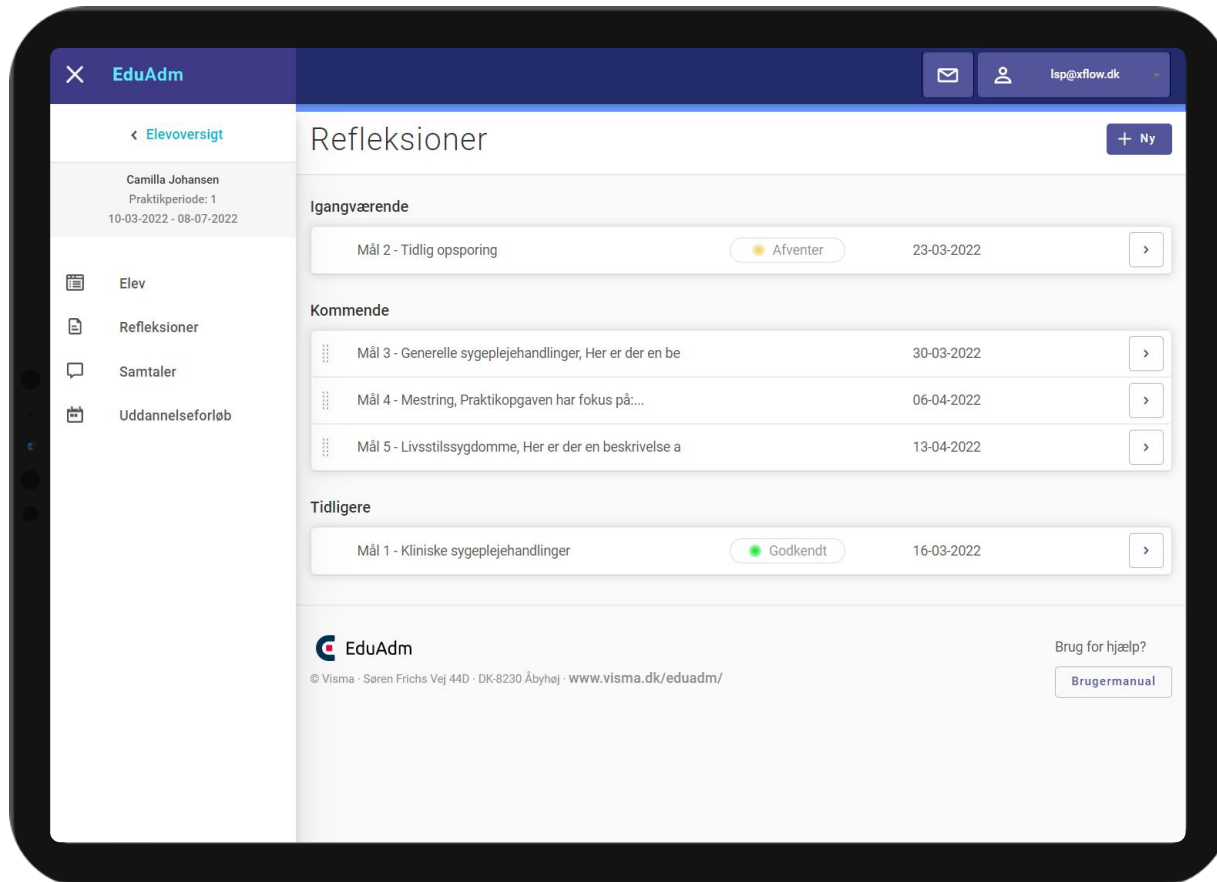 EduAdm
lsp@xflow.dk
Elevoversigt
Camilla Johansen
Praktikperiode: 1
10-03-2022 - 08-07-2022
Elev
Refleksioner
Samtaler
Uddannelseforløb
Refleksioner
+ Ny
Igangværende
Mål 2 - Tidlig opsporing Afventer 23-03-2022
Kommende
Mål 3 - Generelle sygeplejehandlinger, Her er der en be 30-03-2022
Mål 4 - Mestring, Praktikopgaven har fokus på:... 06-04-2022
Mål 5 - Livsstilssygdomme, Her er der en beskrivelse a 13-04-2022
Tidligere
Mål 1 - Kliniske sygeplejehandlinger Godkendt 16-03-2022
EduAdm
© Visma · Søren Frichs Vej 44D · DK-8230 Åbyhøj · www.visma.dk/eduadm/
Brug for hjælp?
Brugermanual